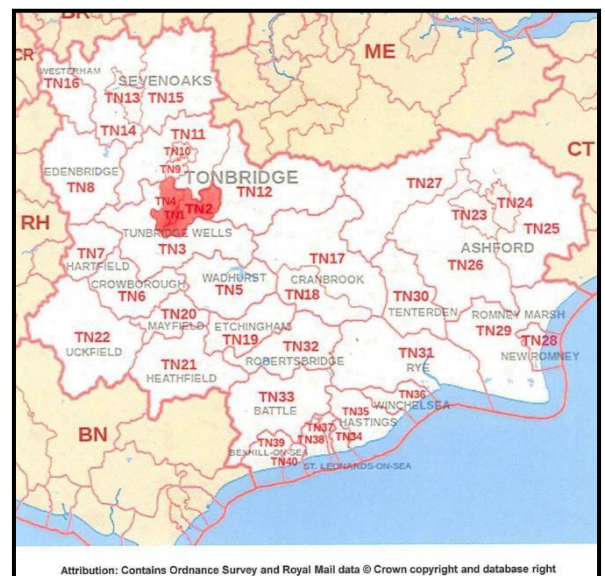 BR
CR
ME
WESTERHAM
TN16
SEVENOAKS
TN13 TN15
TN14
TN11
TN10
TN9
EDENBRIDGE
TN8
TONBRIDGE
TN12
TN4
TN1 TN2
TUNBRIDGE WELLS
TN3
CT
TN27
TN24
TN23
TN25
ASHFORD
TN26
RH
TN7
HARTFIELD
CROWBOROUGH
TN6
WADHURST
TN5
TN17
CRANBROOK
TN18
TN30
TENTERDEN
ROMNEY MARSH
TN29
TN28
NEW ROMNEY
TN20
MAYFIELD
ETCHINGHAM
TN19
TN32
ROBERTSBRIDGE
TN22
UCKFIELD
TN21
HEATHFIELD
TN31
RYE
TN36
WINCHELSEA
TN33
BATTLE
TN35
HASTINGS
TN37
TN34
TN38
TN39
BEXHILL-ON-SEA
TN40
ST. LEONARDS-ON-SEA
BN
Attribution: Contains Ordnance Survey and Royal Mail data © Crown copyright and database right